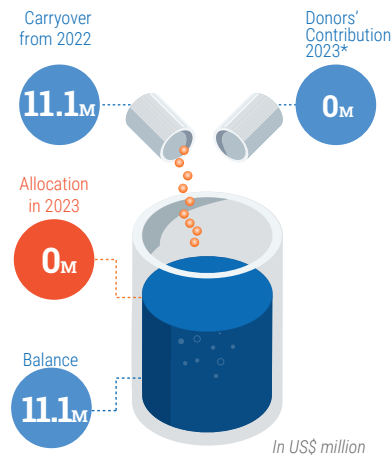 Carryover
from 2022
11.1M
Donors’
Contribution
2023*
0M
Allocation
in 2023
0M
Balance
11.1M
In US$ million